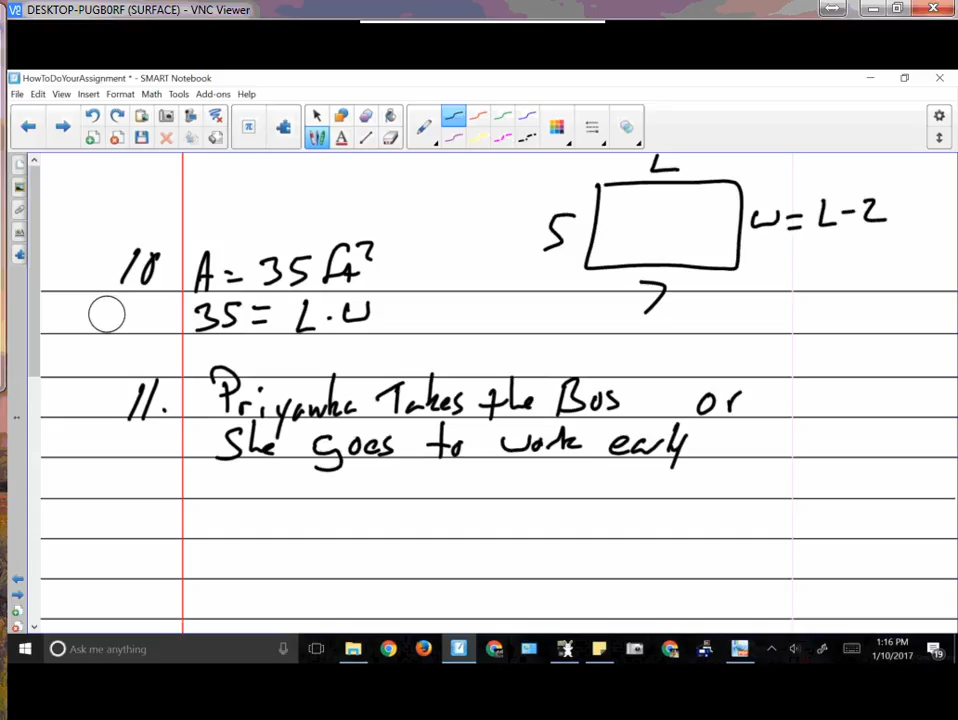 DESKTOP-PUGB0RF (SURFACE) - VNC Viewer
HowToDoYourAssignment * - SMART Notebook
File Edit View Insert Format Math Tools Add-ons Help
L
5 w = L-2
7
10 A = 35 ft²
35 = L · w
11. Priyanka Takes the Bus or
She goes to work early
Ask me anything
1:16 PM
1/10/2017
19